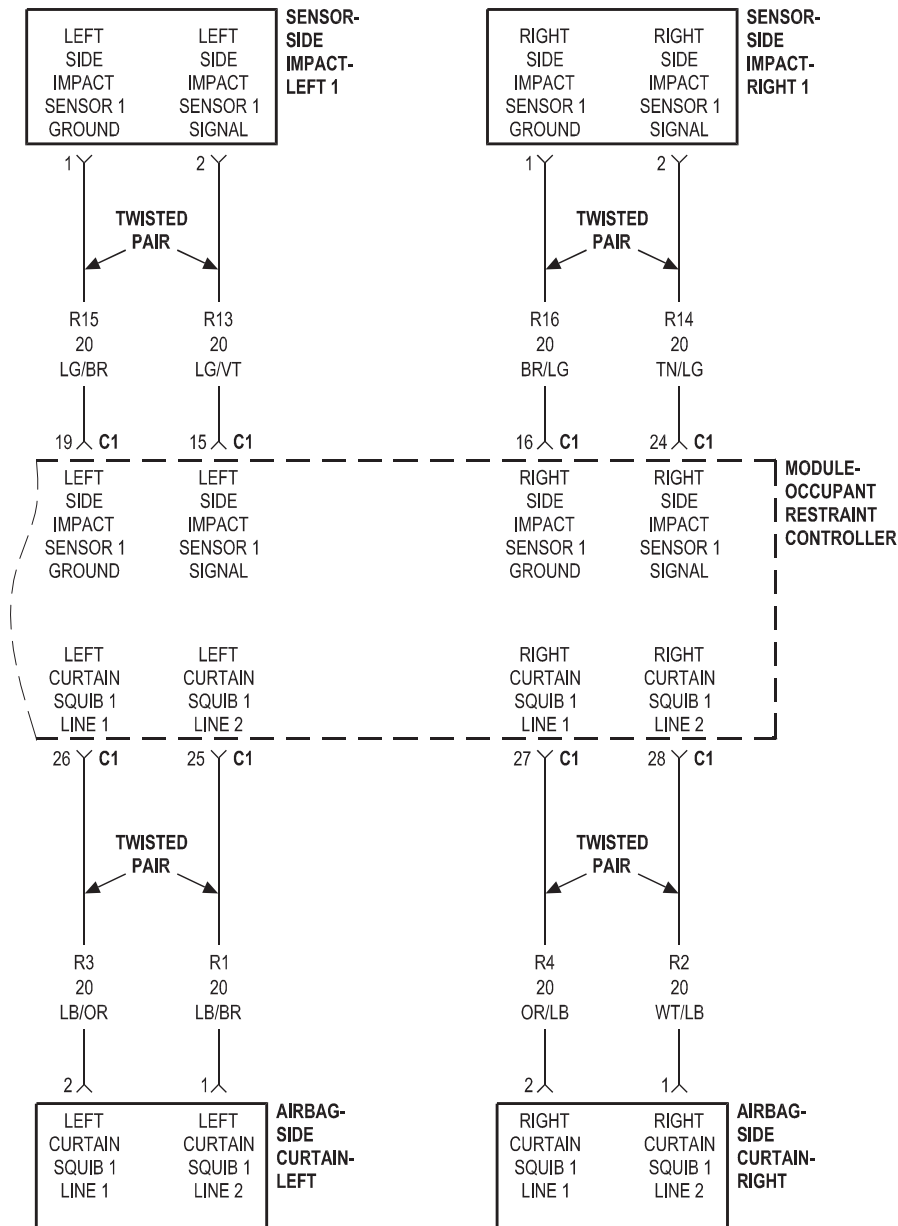 LEFT
SIDE
IMPACT
SENSOR 1
GROUND
LEFT
SIDE
IMPACT
SENSOR 1
SIGNAL
SENSOR-
SIDE
IMPACT-
LEFT 1
RIGHT
SIDE
IMPACT
SENSOR 1
GROUND
RIGHT
SIDE
IMPACT
SENSOR 1
SIGNAL
SENSOR-
SIDE
IMPACT-
RIGHT 1
1
2
1
2
TWISTED
PAIR
TWISTED
PAIR
R15
20
LG/BR
R13
20
LG/VT
R16
20
BR/LG
R14
20
TN/LG
19 C1
15 C1
16 C1
24 C1
LEFT
SIDE
IMPACT
SENSOR 1
GROUND
LEFT
SIDE
IMPACT
SENSOR 1
SIGNAL
RIGHT
SIDE
IMPACT
SENSOR 1
GROUND
RIGHT
SIDE
IMPACT
SENSOR 1
SIGNAL
MODULE-
OCCUPANT
RESTRAINT
CONTROLLER
LEFT
CURTAIN
SQUIB 1
LINE 1
LEFT
CURTAIN
SQUIB 1
LINE 2
RIGHT
CURTAIN
SQUIB 1
LINE 1
RIGHT
CURTAIN
SQUIB 1
LINE 2
26 C1
25 C1
27 C1
28 C1
TWISTED
PAIR
TWISTED
PAIR
R3
20
LB/OR
R1
20
LB/BR
R4
20
OR/LB
R2
20
WT/LB
2
1
2
1
LEFT
CURTAIN
SQUIB 1
LINE 1
LEFT
CURTAIN
SQUIB 1
LINE 2
AIRBAG-
SIDE
CURTAIN-
LEFT
RIGHT
CURTAIN
SQUIB 1
LINE 1
RIGHT
CURTAIN
SQUIB 1
LINE 2
AIRBAG-
SIDE
CURTAIN-
RIGHT